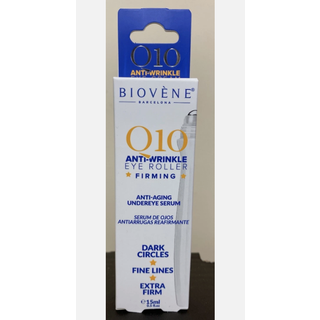 Q10
ANTI-WRINKLE
BIOVÈNE®
BARCELONA
Q10
ANTI-WRINKLE
EYE ROLLER
★ FIRMING ★
ANTI-AGING
UNDEREYE SERUM
SERUM DE OJOS
ANTIARRUGAS REAFIRMANTE
DARK
CIRCLES
★
FINE LINES
★
EXTRA
FIRM
℮ 15ml